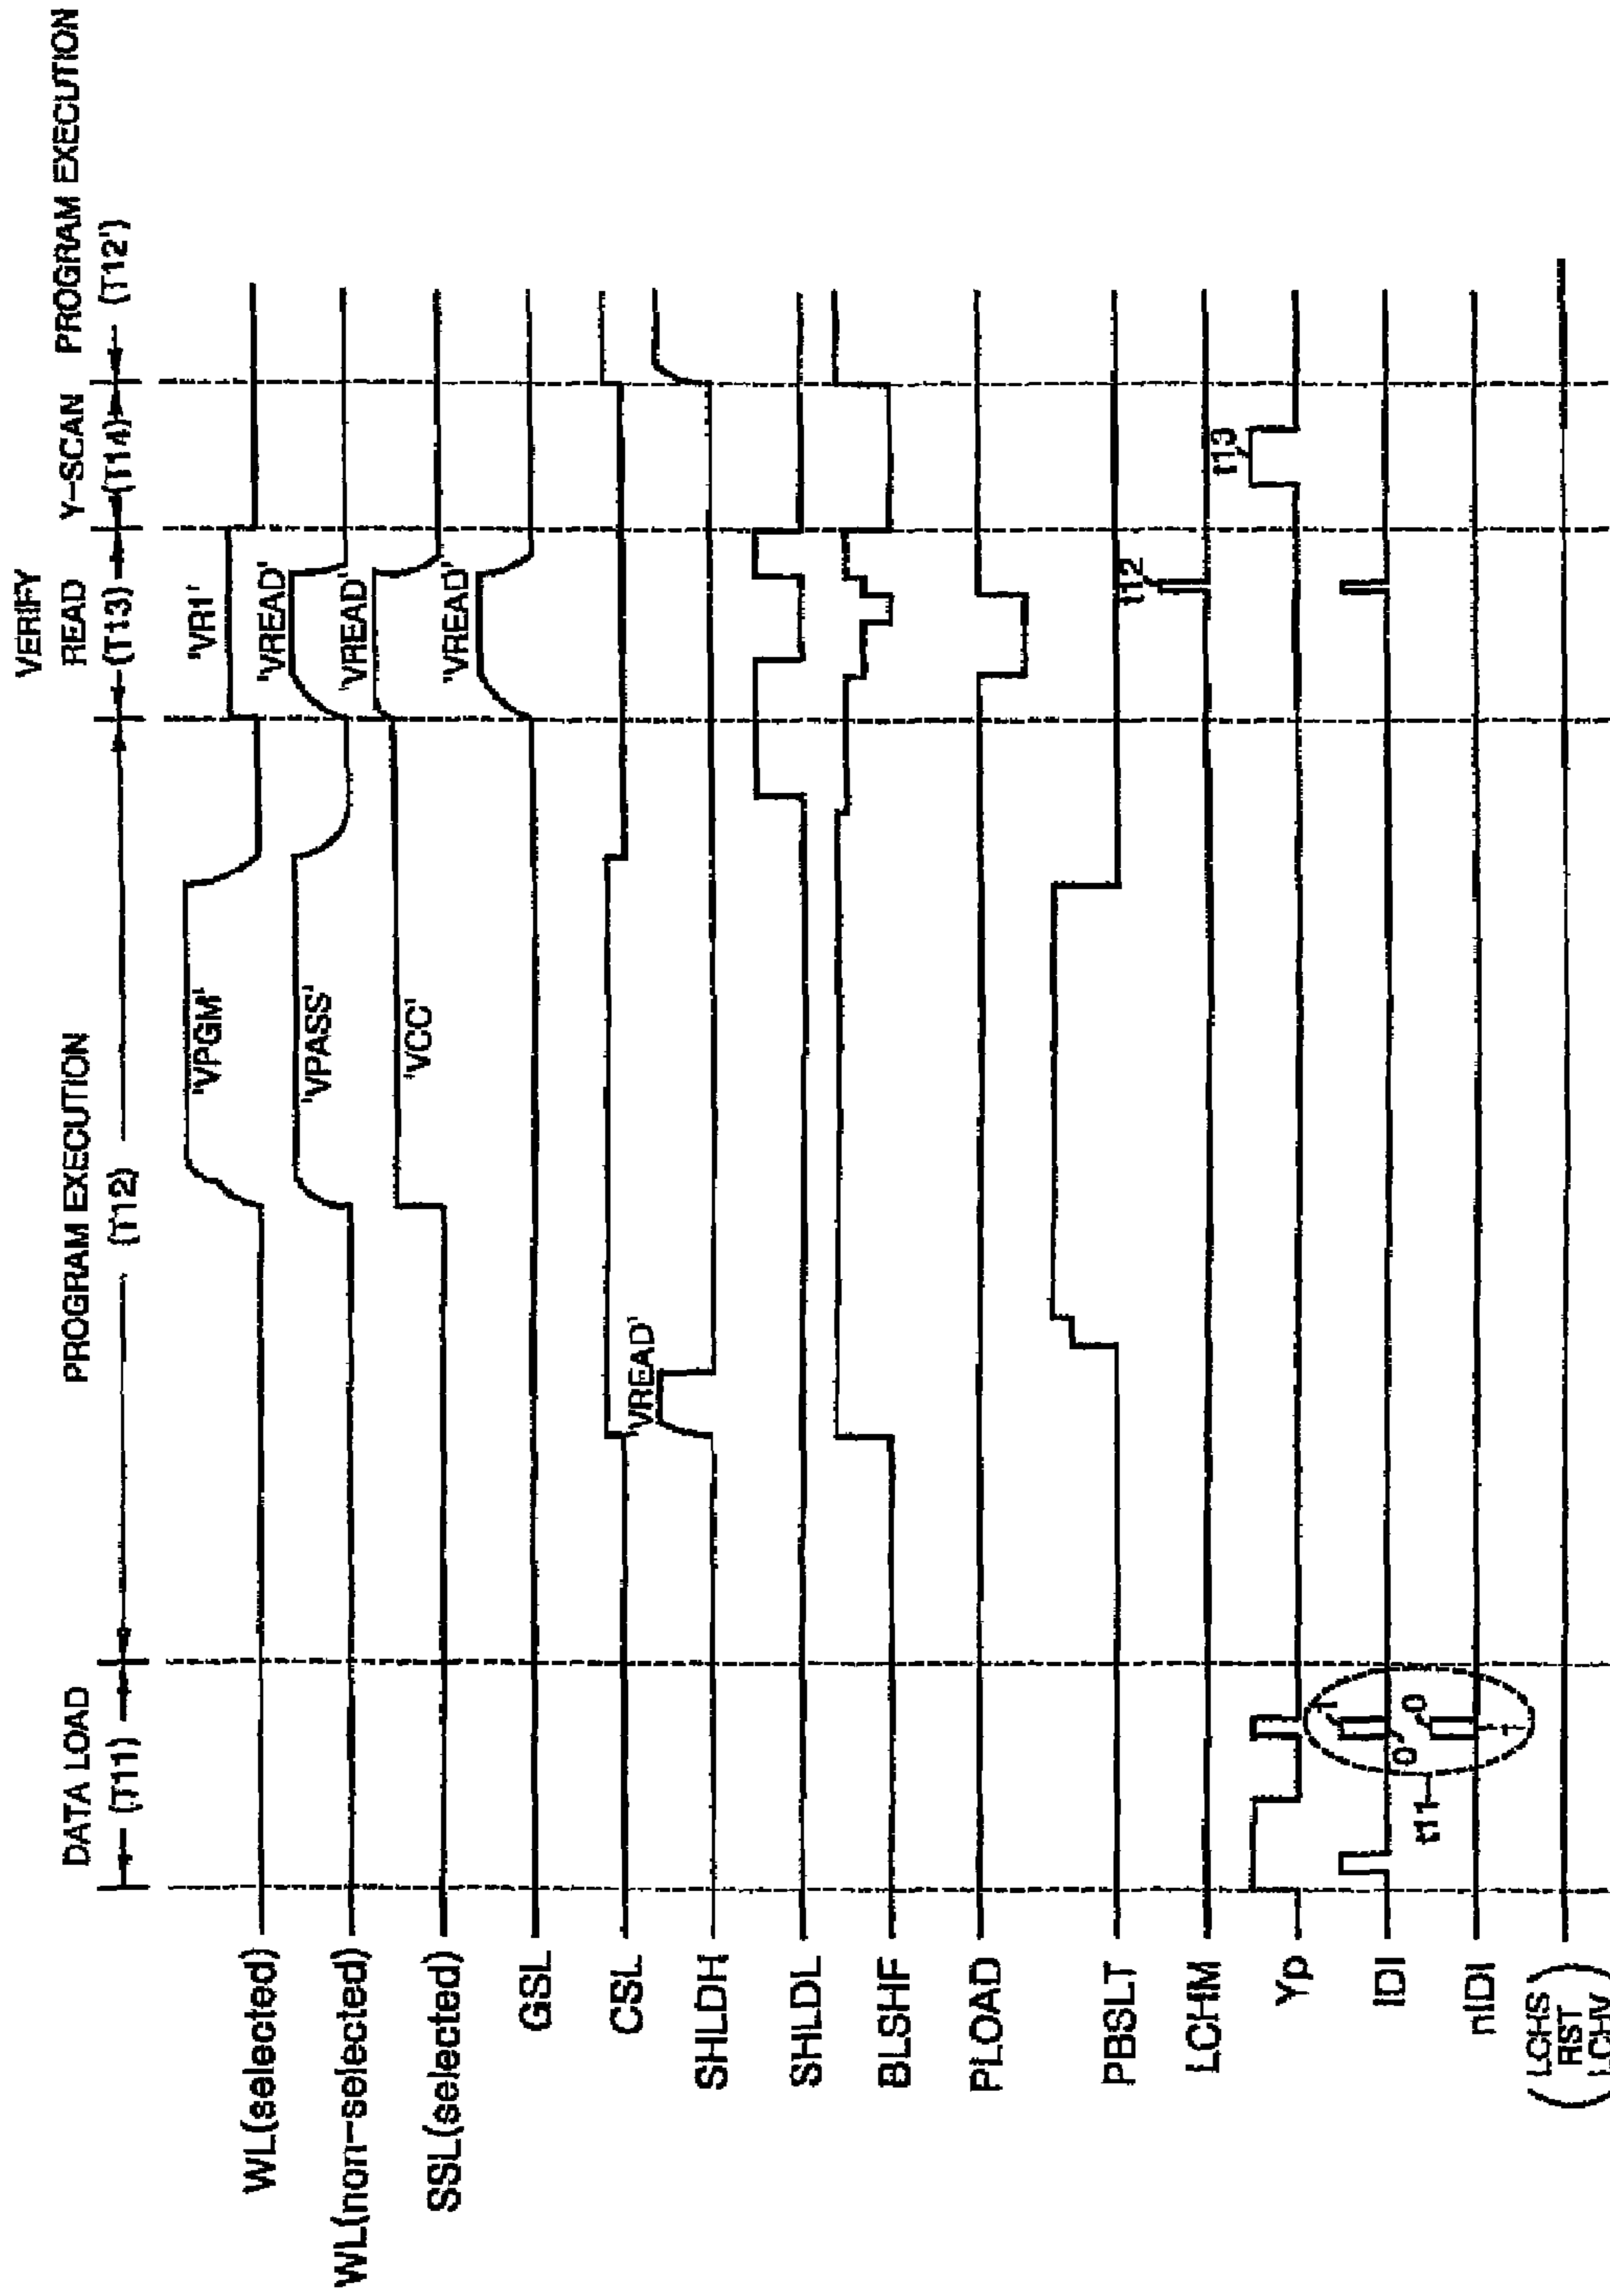 DATA LOAD
(T11)
PROGRAM EXECUTION
(T12)
VERIFY
READ
(T13)
Y-SCAN
(T14)
PROGRAM EXECUTION
(T12')
WL(selected)
'VPGM'
'VR1'
WL(non-selected)
'VPASS'
'VREAD'
SSL(selected)
'VCC'
'VREAD'
GSL
'VREAD'
CSL
SHLDH
'VREAD'
SHLDL
BLSHF
PLOAD
PBSLT
LCHM
t12
Yp
t13
IDI
1
0
t11
nIDI
0
1
(LCHS
RST
LCHV)